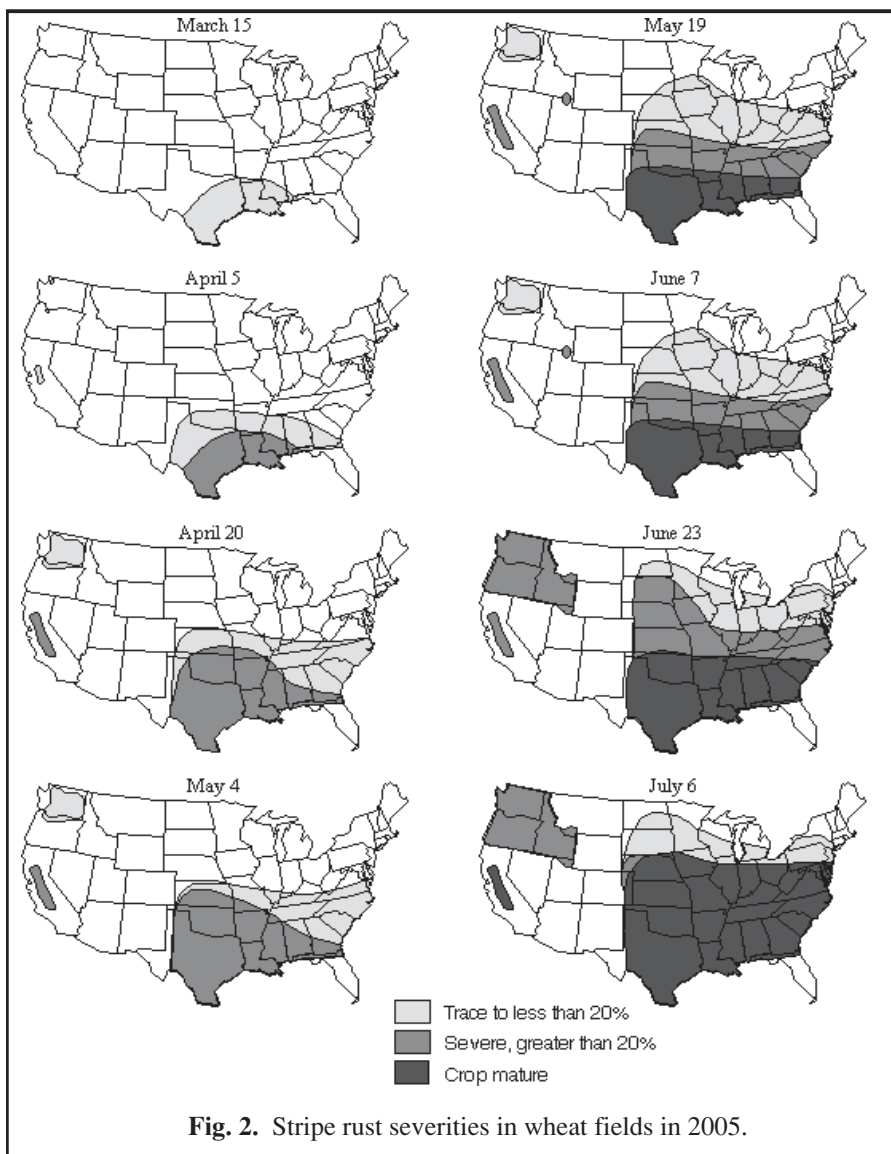 March 15
May 19
April 5
June 7
April 20
June 23
May 4
July 6
Trace to less than 20%
Severe, greater than 20%
Crop mature
Fig. 2. Stripe rust severities in wheat fields in 2005.